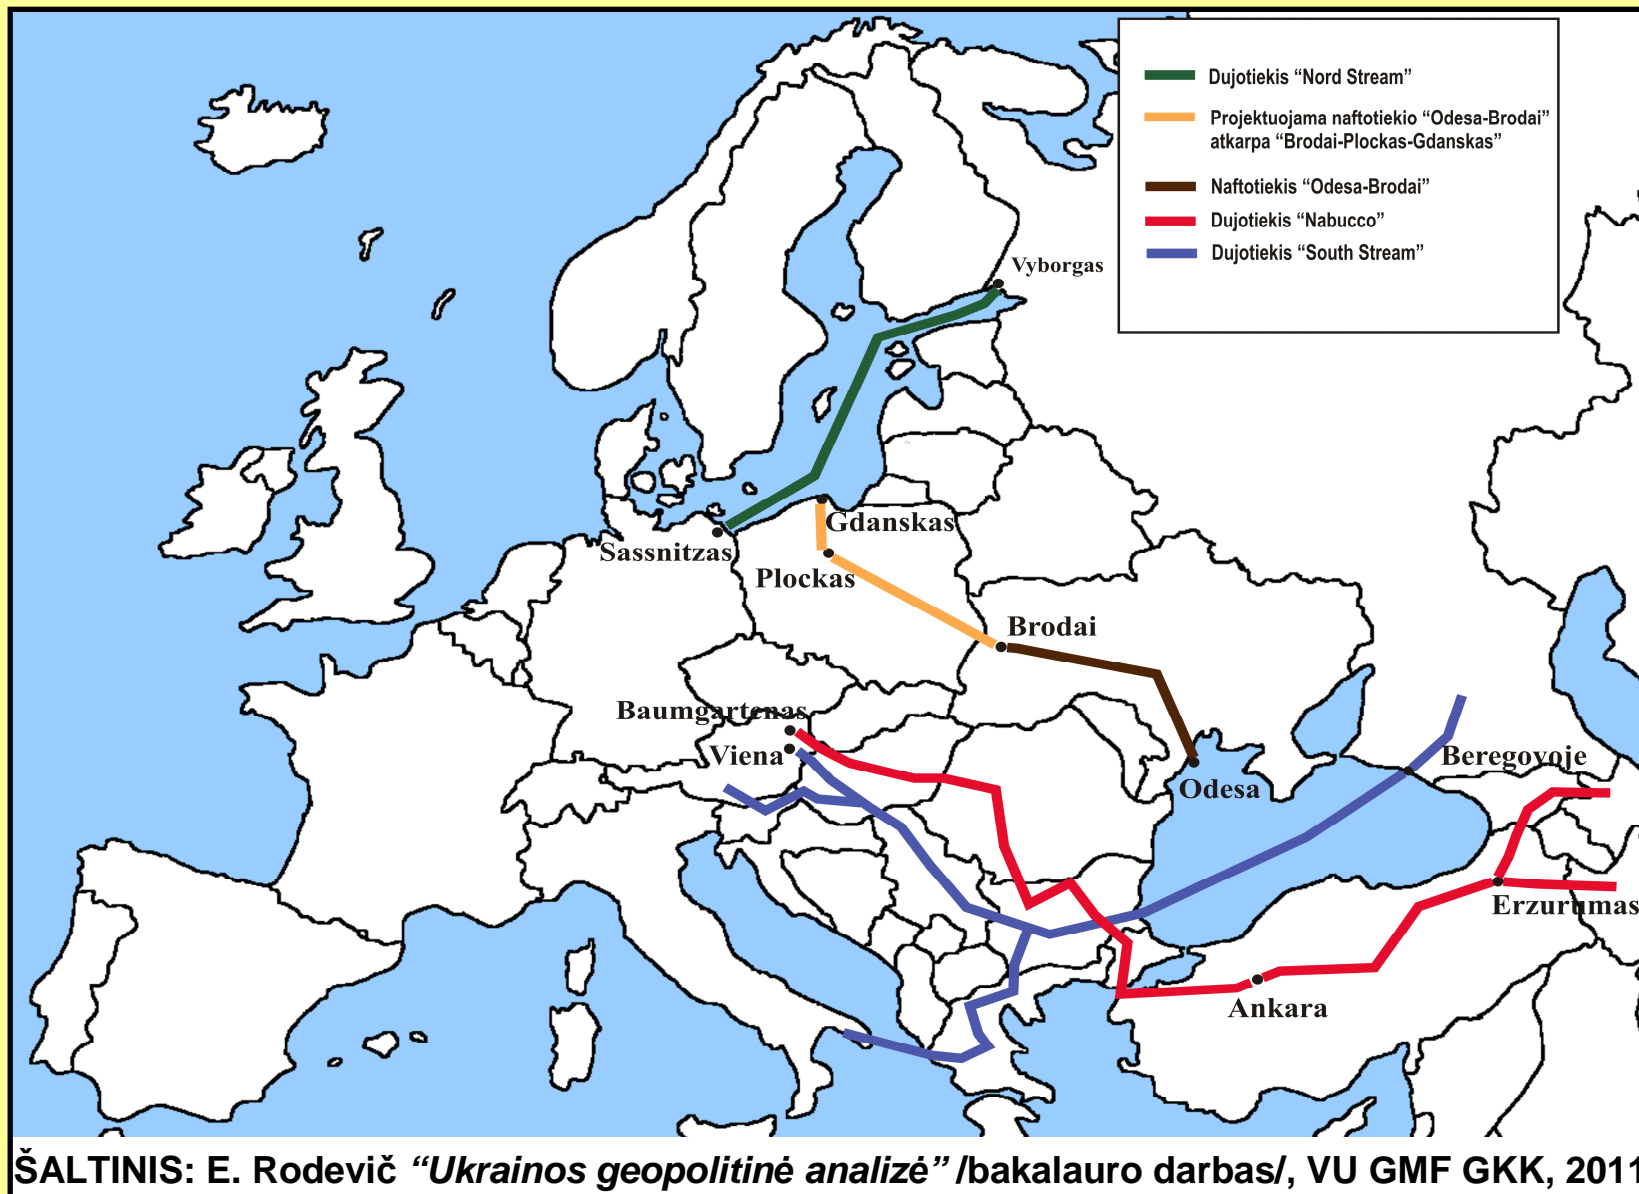 Dujotiekis “Nord Stream”
Projektuojama naftotiekio “Odesa-Brodai”
atkarpa “Brodai-Plockas-Gdanskas”
Naftotiekis “Odesa-Brodai”
Dujotiekis “Nabucco”
Dujotiekis “South Stream”
Vyborgas
Gdanskas
Sassnitzas
Plockas
Brodai
Baumgartenas
Viena
Beregovoje
Odesa
Erzurumas
Ankara
ŠALTINIS: E. Rodevič “Ukrainos geopolitinė analizė” /bakalauro darbas/, VU GMF GKK, 2011